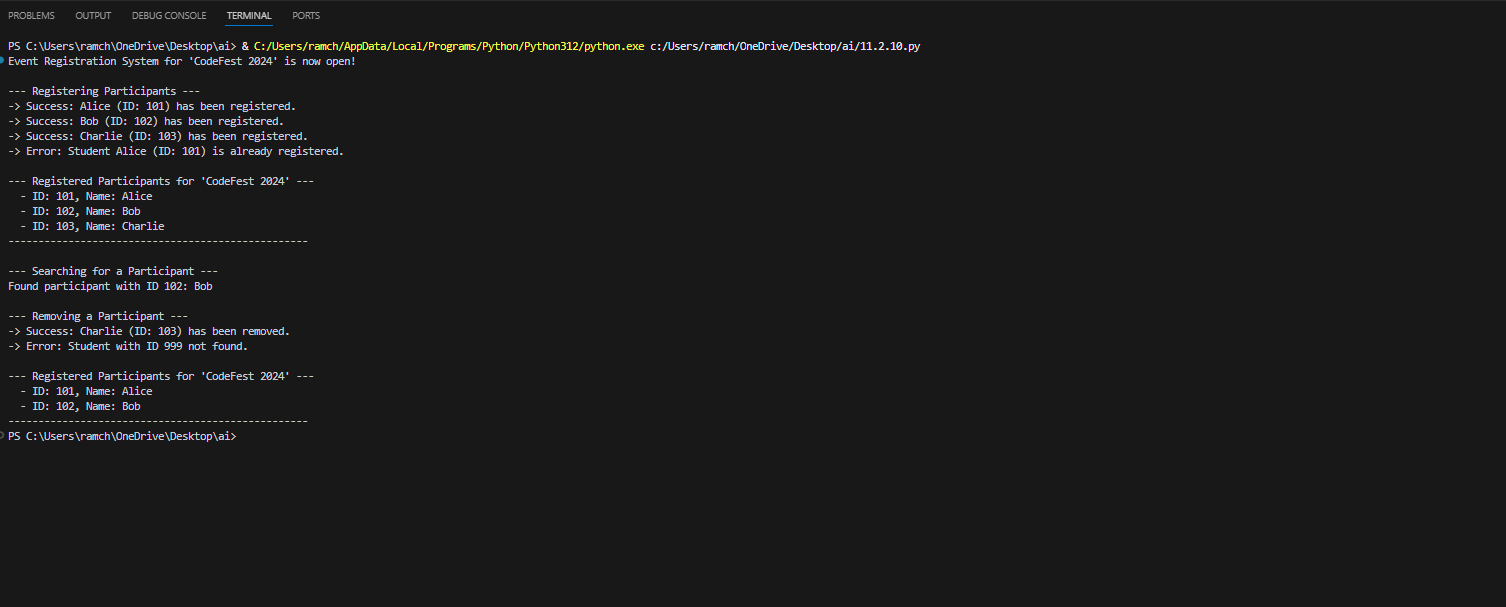 PROBLEMS OUTPUT DEBUG CONSOLE TERMINAL PORTS
PS C:\Users\ramch\OneDrive\Desktop\ai> & C:/Users/ramch/AppData/Local/Programs/Python/Python312/python.exe c:/Users/ramch/OneDrive/Desktop/ai/11.2.10.py
Event Registration System for 'CodeFest 2024' is now open!

--- Registering Participants ---
-> Success: Alice (ID: 101) has been registered.
-> Success: Bob (ID: 102) has been registered.
-> Success: Charlie (ID: 103) has been registered.
-> Error: Student Alice (ID: 101) is already registered.

--- Registered Participants for 'CodeFest 2024' ---
  - ID: 101, Name: Alice
  - ID: 102, Name: Bob
  - ID: 103, Name: Charlie
--------------------------------------------------

--- Searching for a Participant ---
Found participant with ID 102: Bob

--- Removing a Participant ---
-> Success: Charlie (ID: 103) has been removed.
-> Error: Student with ID 999 not found.

--- Registered Participants for 'CodeFest 2024' ---
  - ID: 101, Name: Alice
  - ID: 102, Name: Bob
--------------------------------------------------
PS C:\Users\ramch\OneDrive\Desktop\ai>